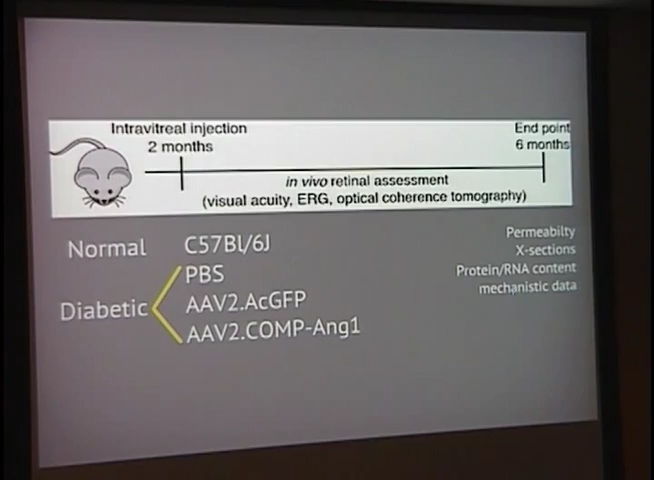 Intravitreal injection
2 months
End point
6 months
in vivo retinal assessment
(visual acuity, ERG, optical coherence tomography)
Normal C57Bl/6J
Diabetic
PBS
AAV2.AcGFP
AAV2.COMP-Ang1
Permeabilty
X-sections
Protein/RNA content
mechanistic data